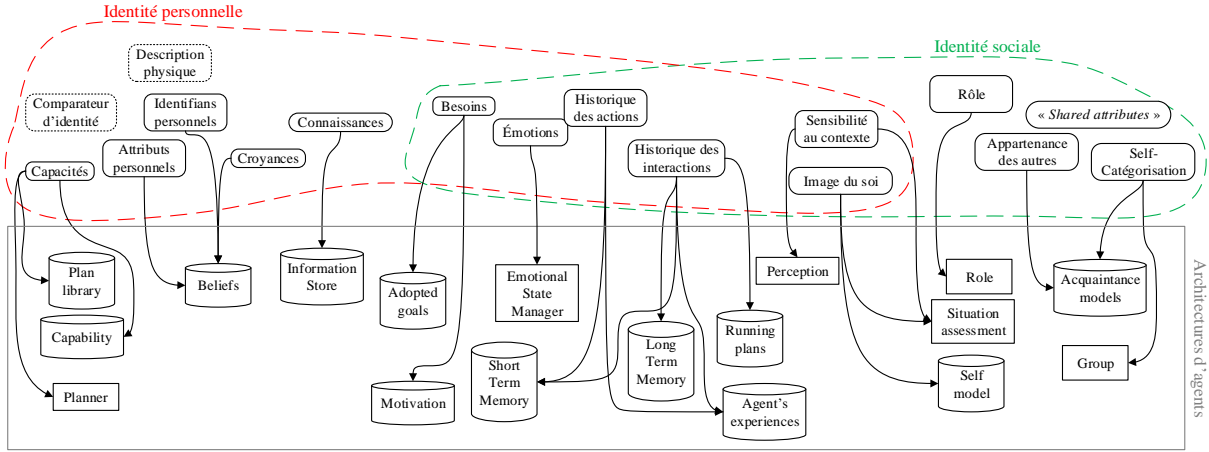 Identité personnelle
Identité sociale
Description
physique
Comparateur
d'identité
Identifians
personnels
Connaissances
Besoins
Émotions
Historique
des actions
Sensibilité
au contexte
Rôle
« Shared attributes »
Capacités
Attributs
personnels
Croyances
Historique des
interactions
Image du soi
Appartenance
des autres
Self-
Catégorisation
Plan
library
Beliefs
Information
Store
Adopted
goals
Emotional
State
Manager
Perception
Role
Acquaintance
models
Capability
Short
Term
Memory
Long
Term
Memory
Running
plans
Situation
assessment
Group
Planner
Motivation
Agent's
experiences
Self
model
Architectures d'agents